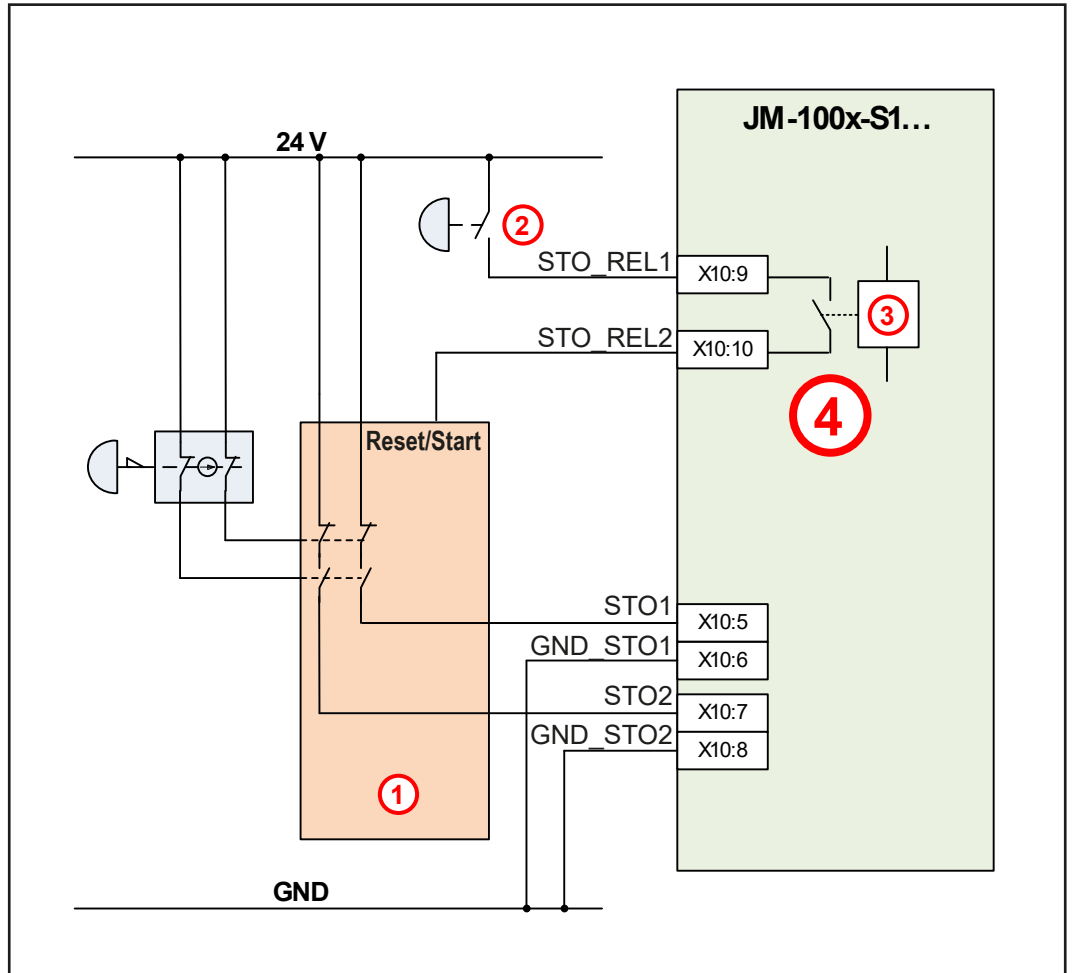 JM-100x-S1...
24 V
2
STO_REL1
X10:9
3
STO_REL2
X10:10
4
Reset/Start
STO1
X10:5
GND_STO1
X10:6
STO2
X10:7
GND_STO2
X10:8
1
GND